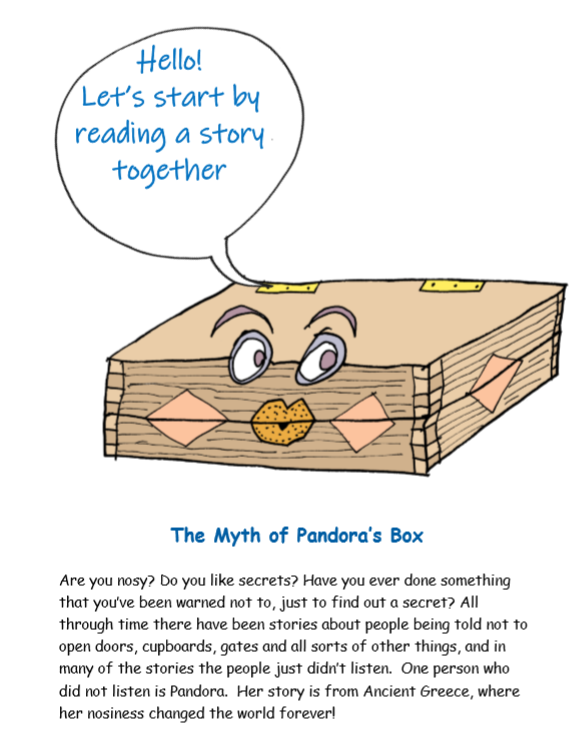 Hello!
Let's start by
reading a story
together
The Myth of Pandora's Box
Are you nosy? Do you like secrets? Have you ever done something
that you've been warned not to, just to find out a secret? All
through time there have been stories about people being told not to
open doors, cupboards, gates and all sorts of other things, and in
many of the stories the people just didn't listen.  One person who
did not listen is Pandora.  Her story is from Ancient Greece, where
her nosiness changed the world forever!